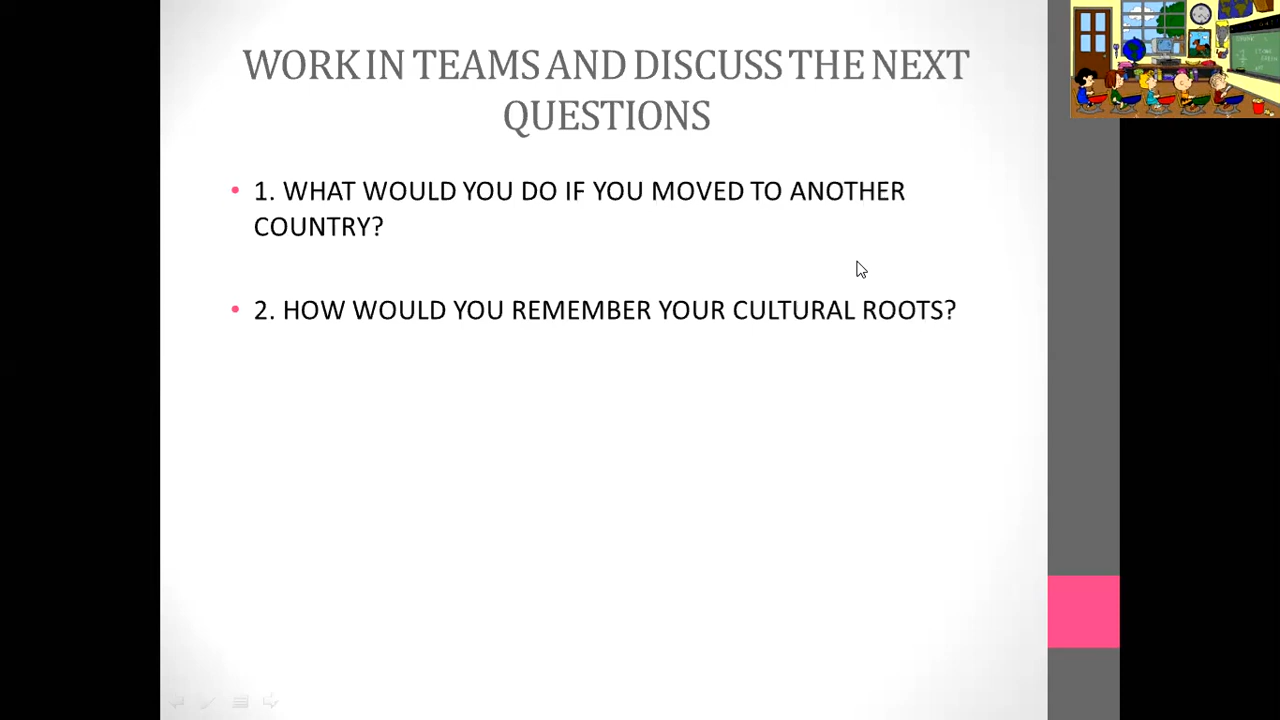 WORK IN TEAMS AND DISCUSS THE NEXT
QUESTIONS
• 1. WHAT WOULD YOU DO IF YOU MOVED TO ANOTHER
COUNTRY?
• 2. HOW WOULD YOU REMEMBER YOUR CULTURAL ROOTS?